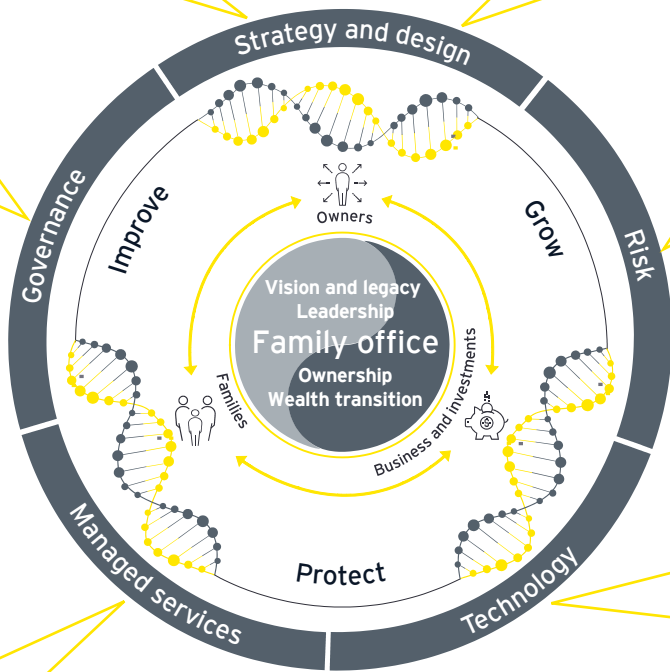 Strategy and design
Governance
Risk
Improve
Grow
Owners
Vision and legacy
Leadership
Family office
Ownership
Wealth transition
Families
Business and investments
Protect
Managed services
Technology